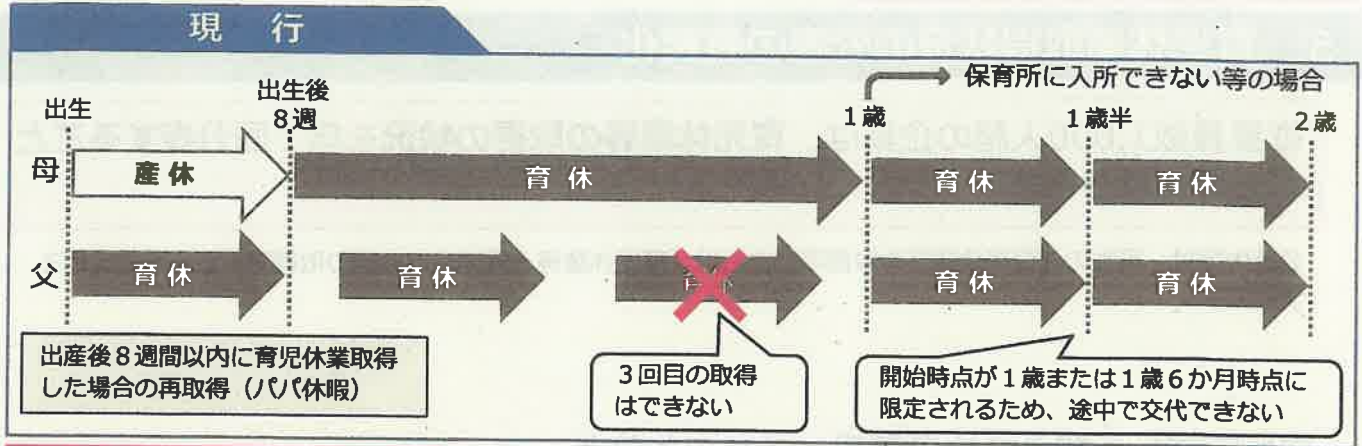 現 行
保育所に入所できない等の場合
出生
出生後
8週
1歳
1歳半
2歳
母
産休
育休
育休
育休
父
育休
育休
育休
育休
出産後8週間以内に育児休業取得
した場合の再取得（パパ休暇）
3回目の取得
はできない
開始時点が1歳または1歳6か月時点に
限定されるため、途中で交代できない